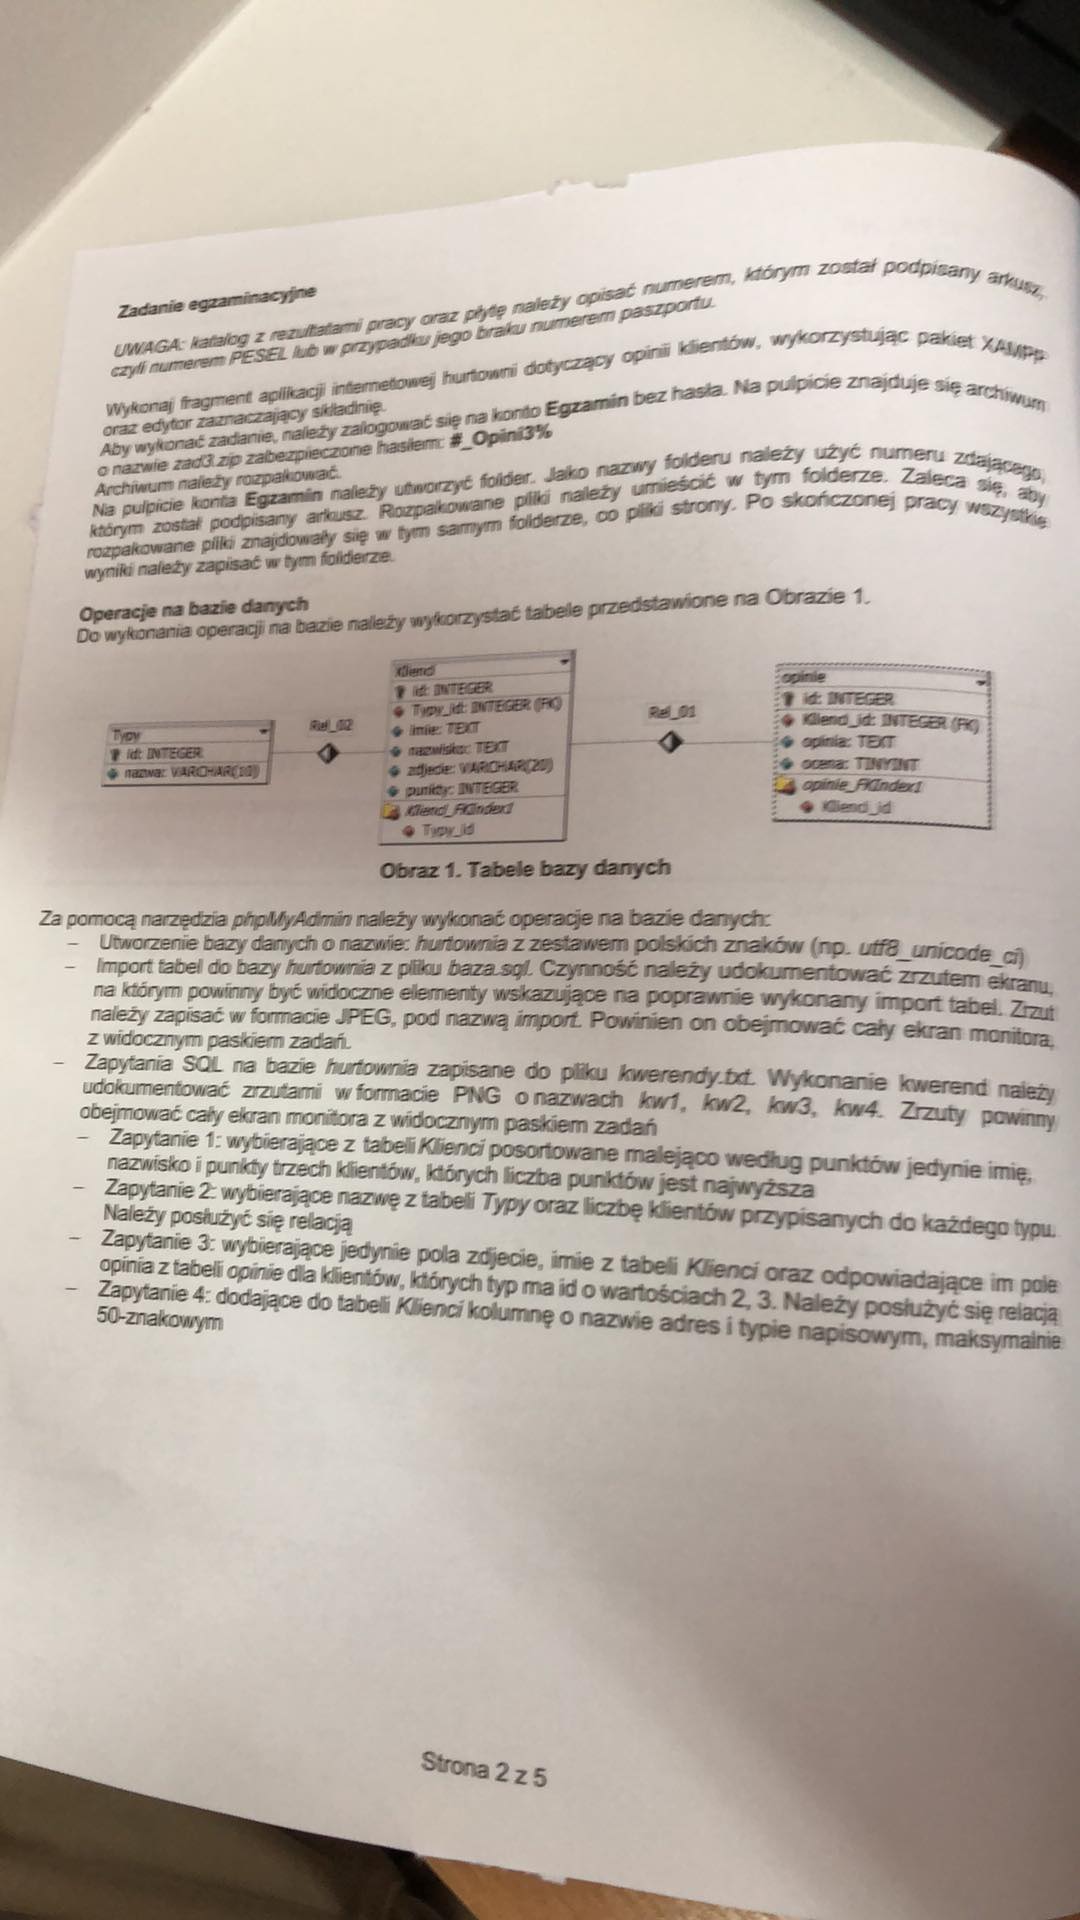 Zadanie egzaminacyjne
UWAGA: katalog z rezultatami pracy oraz płytę należy opisać numerem, którym został podpisany arkusz,
czyli numerem PESEL lub w przypadku jego braku numerem paszportu.
Wykonaj fragment aplikacji internetowej hurtowni dotyczący opinii klientów, wykorzystując pakiet XAMPP
oraz edytor zaznaczający składnię.
Aby wykonać zadanie, należy zalogować się na konto Egzamin bez hasła. Na pulpicie znajduje się archiwum
o nazwie zad3.zip zabezpieczone hasłem: #_Opinii3%
Archiwum należy rozpakować.
Na pulpicie konta Egzamin należy utworzyć folder. Jako nazwy folderu należy użyć numeru zdającego,
którym został podpisany arkusz. Rozpakowane pliki należy umieścić w tym folderze. Zaleca się, aby
rozpakowane pliki znajdowały się w tym samym folderze, co pliki strony. Po skończonej pracy wszystkie
wyniki należy zapisać w tym folderze.
Operacje na bazie danych
Do wykonania operacji na bazie należy wykorzystać tabele przedstawione na Obrazie 1.
Typy
id: INTEGER
nazwa: VARCHAR(10)
Rel_02
Klienci
id: INTEGER
Typy_id: INTEGER (FK)
imie: TEXT
nazwisko: TEXT
zdjecie: VARCHAR(20)
punkty: INTEGER
Klienci_FKIndex1
Typy_id
Rel_01
opinie
id: INTEGER
Klienci_id: INTEGER (FK)
opinia: TEXT
ocena: TINYINT
opinie_FKIndex1
Klienci_id
Obraz 1. Tabele bazy danych
Za pomocą narzędzia phpMyAdmin należy wykonać operacje na bazie danych:
– Utworzenie bazy danych o nazwie: hurtownia z zestawem polskich znaków (np. utf8_unicode_ci)
– Import tabel do bazy hurtownia z pliku baza.sql. Czynność należy udokumentować zrzutem ekranu,
na którym powinny być widoczne elementy wskazujące na poprawnie wykonany import tabel. Zrzut
należy zapisać w formacie JPEG, pod nazwą import. Powinien on obejmować cały ekran monitora,
z widocznym paskiem zadań.
– Zapytania SQL na bazie hurtownia zapisane do pliku kwerendy.txt. Wykonanie kwerend należy
udokumentować zrzutami w formacie PNG o nazwach kw1, kw2, kw3, kw4. Zrzuty powinny
obejmować cały ekran monitora z widocznym paskiem zadań
– Zapytanie 1: wybierające z tabeli Klienci posortowane malejąco według punktów jedynie imię,
nazwisko i punkty trzech klientów, których liczba punktów jest najwyższa
– Zapytanie 2: wybierające nazwę z tabeli Typy oraz liczbę klientów przypisanych do każdego typu.
Należy posłużyć się relacją
– Zapytanie 3: wybierające jedynie pola zdjecie, imie z tabeli Klienci oraz odpowiadające im pole
opinia z tabeli opinie dla klientów, których typ ma id o wartościach 2, 3. Należy posłużyć się relacją
– Zapytanie 4: dodające do tabeli Klienci kolumnę o nazwie adres i typie napisowym, maksymalnie
50-znakowym
Strona 2 z 5